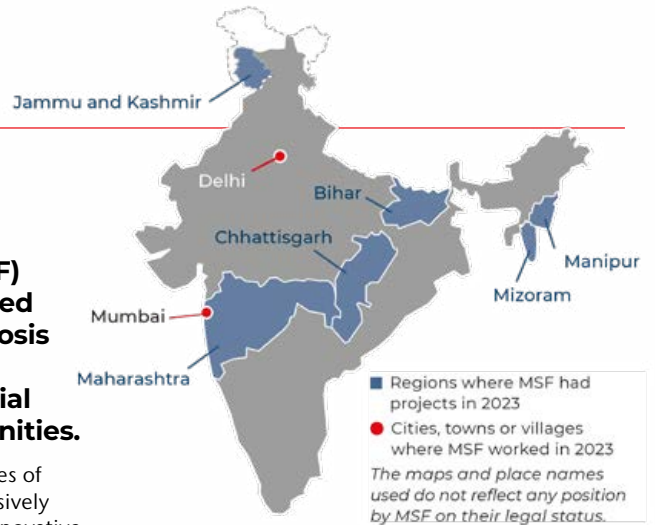 Jammu and Kashmir
Delhi
Bihar
Chhattisgarh
Manipur
Mizoram
Mumbai
Maharashtra
F)
ed
osis
ial
nities.
es of
sively
Regions where MSF had
projects in 2023
Cities, towns or villages
where MSF worked in 2023
The maps and place names
used do not reflect any position
by MSF on their legal status.